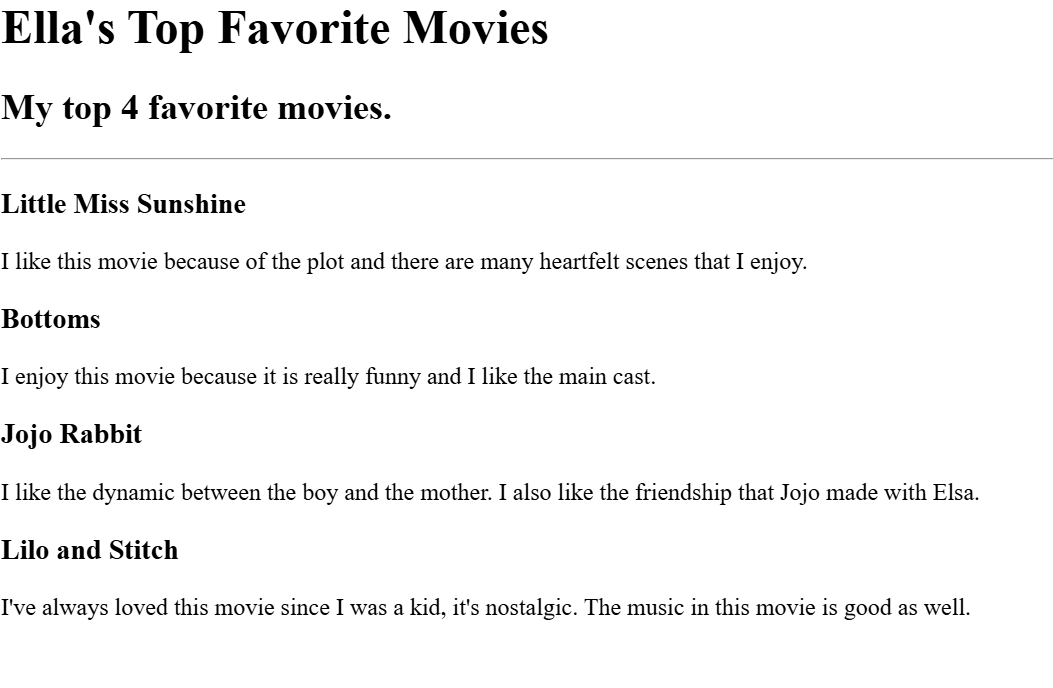 Ella's Top Favorite Movies
My top 4 favorite movies.
Little Miss Sunshine
I like this movie because of the plot and there are many heartfelt scenes that I enjoy.
Bottoms
I enjoy this movie because it is really funny and I like the main cast.
Jojo Rabbit
I like the dynamic between the boy and the mother. I also like the friendship that Jojo made with Elsa.
Lilo and Stitch
I've always loved this movie since I was a kid, it's nostalgic. The music in this movie is good as well.